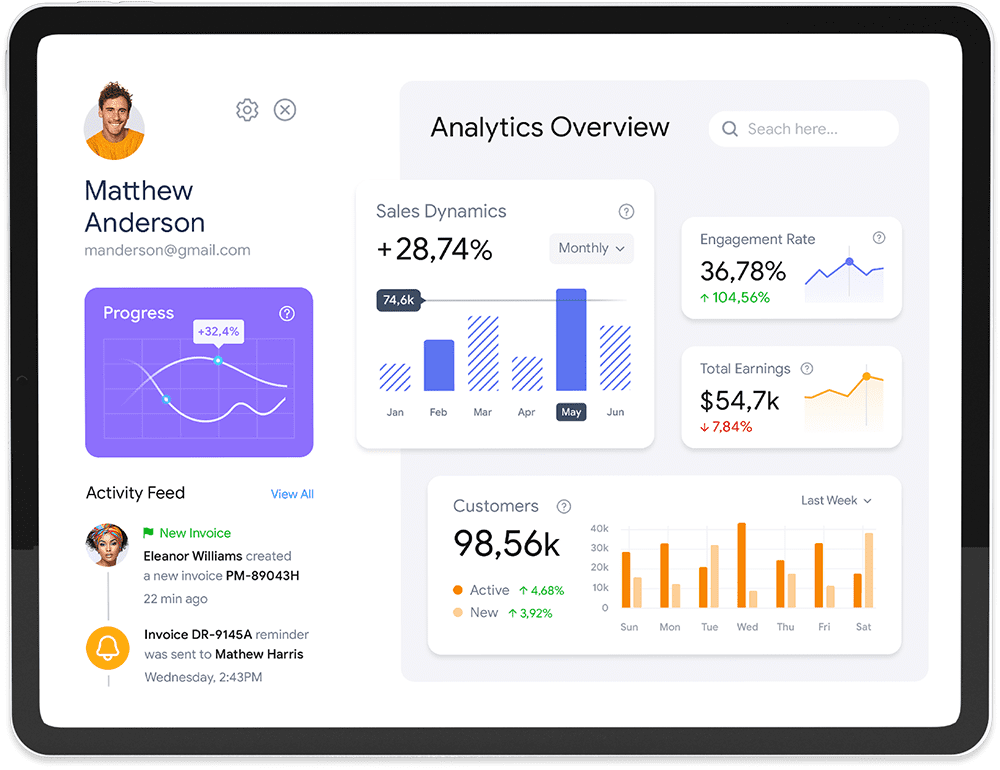 Matthew
Anderson
manderson@gmail.com
Progress
?
+32,4%
Activity Feed
View All
New Invoice
Eleanor Williams created
a new invoice PM-89043H
22 min ago
Invoice DR-9145A reminder
was sent to Mathew Harris
Wednesday, 2:43PM
Analytics Overview
Seach here...
Sales Dynamics
?
+28,74%
Monthly
74,6k
Jan Feb Mar Apr May Jun
Engagement Rate
?
36,78%
↑ 104,56%
Total Earnings ?
$54,7k
↓ 7,84%
Customers ?
Last Week
98,56k
Active ↑ 4,68%
New ↑ 3,92%
40k
30k
20k
10k
0
Sun Mon Tue Wed Thu Fri Sat